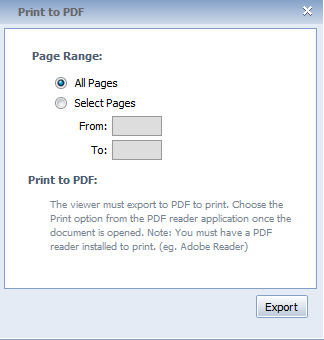 Print to PDF
Page Range:
All Pages
Select Pages
From:
To:
Print to PDF:
The viewer must export to PDF to print. Choose the
Print option from the PDF reader application once the
document is opened. Note: You must have a PDF
reader installed to print. (eg. Adobe Reader)
Export